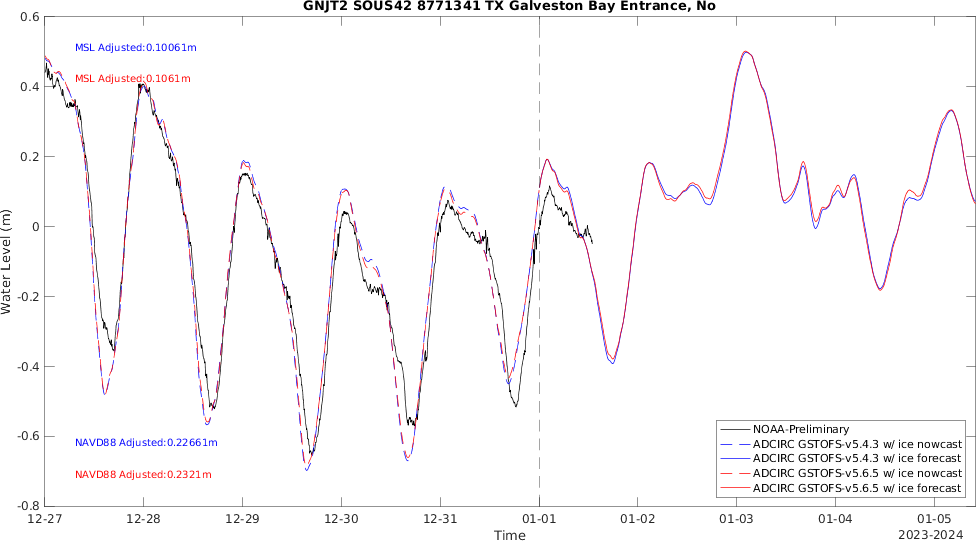 GNJT2 SOUS42 8771341 TX Galveston Bay Entrance, No
0.6
0.4
0.2
0
-0.2
-0.4
-0.6
-0.8
Water Level (m)
MSL Adjusted:0.10061m
MSL Adjusted:0.1061m
NAVD88 Adjusted:0.22661m
NAVD88 Adjusted:0.2321m
NOAA-Preliminary
ADCIRC GSTOFS-v5.4.3 w/ ice nowcast
ADCIRC GSTOFS-v5.4.3 w/ ice forecast
ADCIRC GSTOFS-v5.6.5 w/ ice nowcast
ADCIRC GSTOFS-v5.6.5 w/ ice forecast
12-27 12-28 12-29 12-30 12-31 01-01 01-02 01-03 01-04 01-05
Time
2023-2024